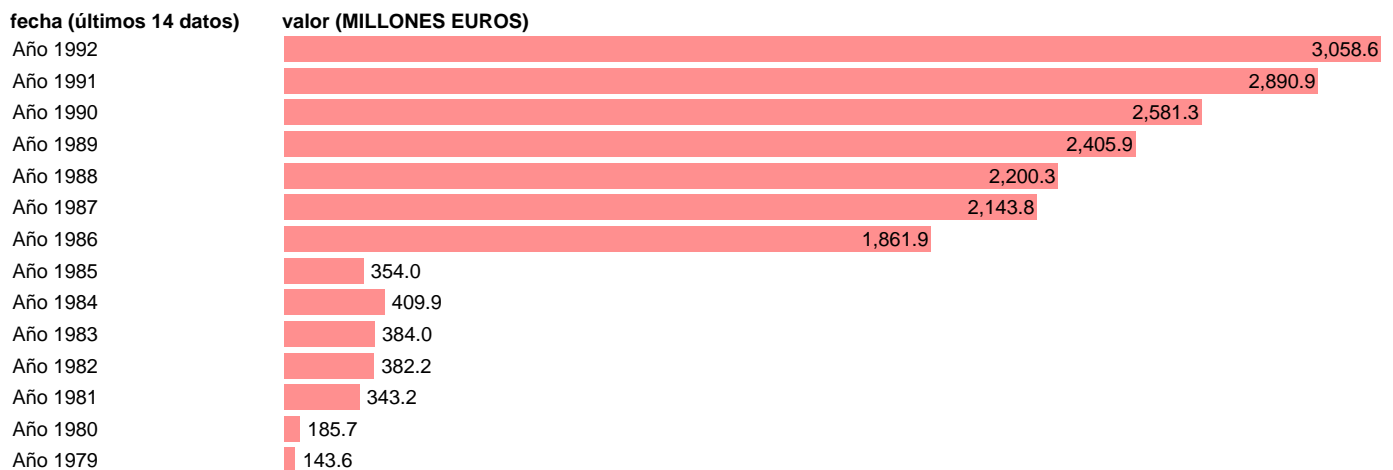 fecha (últimos 14 datos) valor (MILLONES EUROS)
Año 1992 3,058.6
Año 1991 2,890.9
Año 1990 2,581.3
Año 1989 2,405.9
Año 1988 2,200.3
Año 1987 2,143.8
Año 1986 1,861.9
Año 1985 354.0
Año 1984 409.9
Año 1983 384.0
Año 1982 382.2
Año 1981 343.2
Año 1980 185.7
Año 1979 143.6